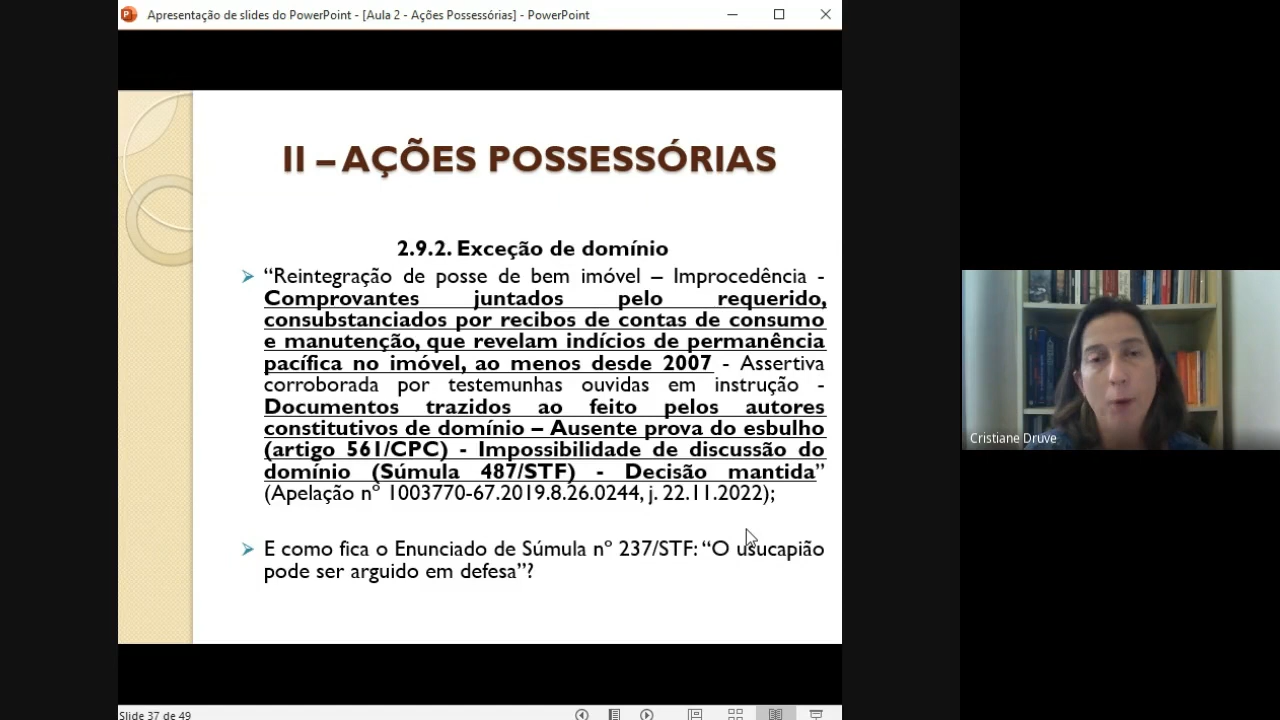 Apresentação de slides do PowerPoint - [Aula 2 - Ações Possessórias] - PowerPoint
II – AÇÕES POSSESSÓRIAS
2.9.2. Exceção de domínio
“Reintegração de posse de bem imóvel – Improcedência -
Comprovantes juntados pelo requerido,
consubstanciados por recibos de contas de consumo
e manutenção, que revelam indícios de permanência
pacífica no imóvel, ao menos desde 2007 - Assertiva
corroborada por testemunhas ouvidas em instrução -
Documentos trazidos ao feito pelos autores
constitutivos de domínio – Ausente prova do esbulho
(artigo 561/CPC) - Impossibilidade de discussão do
domínio (Súmula 487/STF) - Decisão mantida”
(Apelação nº 1003770-67.2019.8.26.0244, j. 22.11.2022);
E como fica o Enunciado de Súmula nº 237/STF: “O usucapião
pode ser arguido em defesa”?
Cristiane Druve
Slide 37 de 49